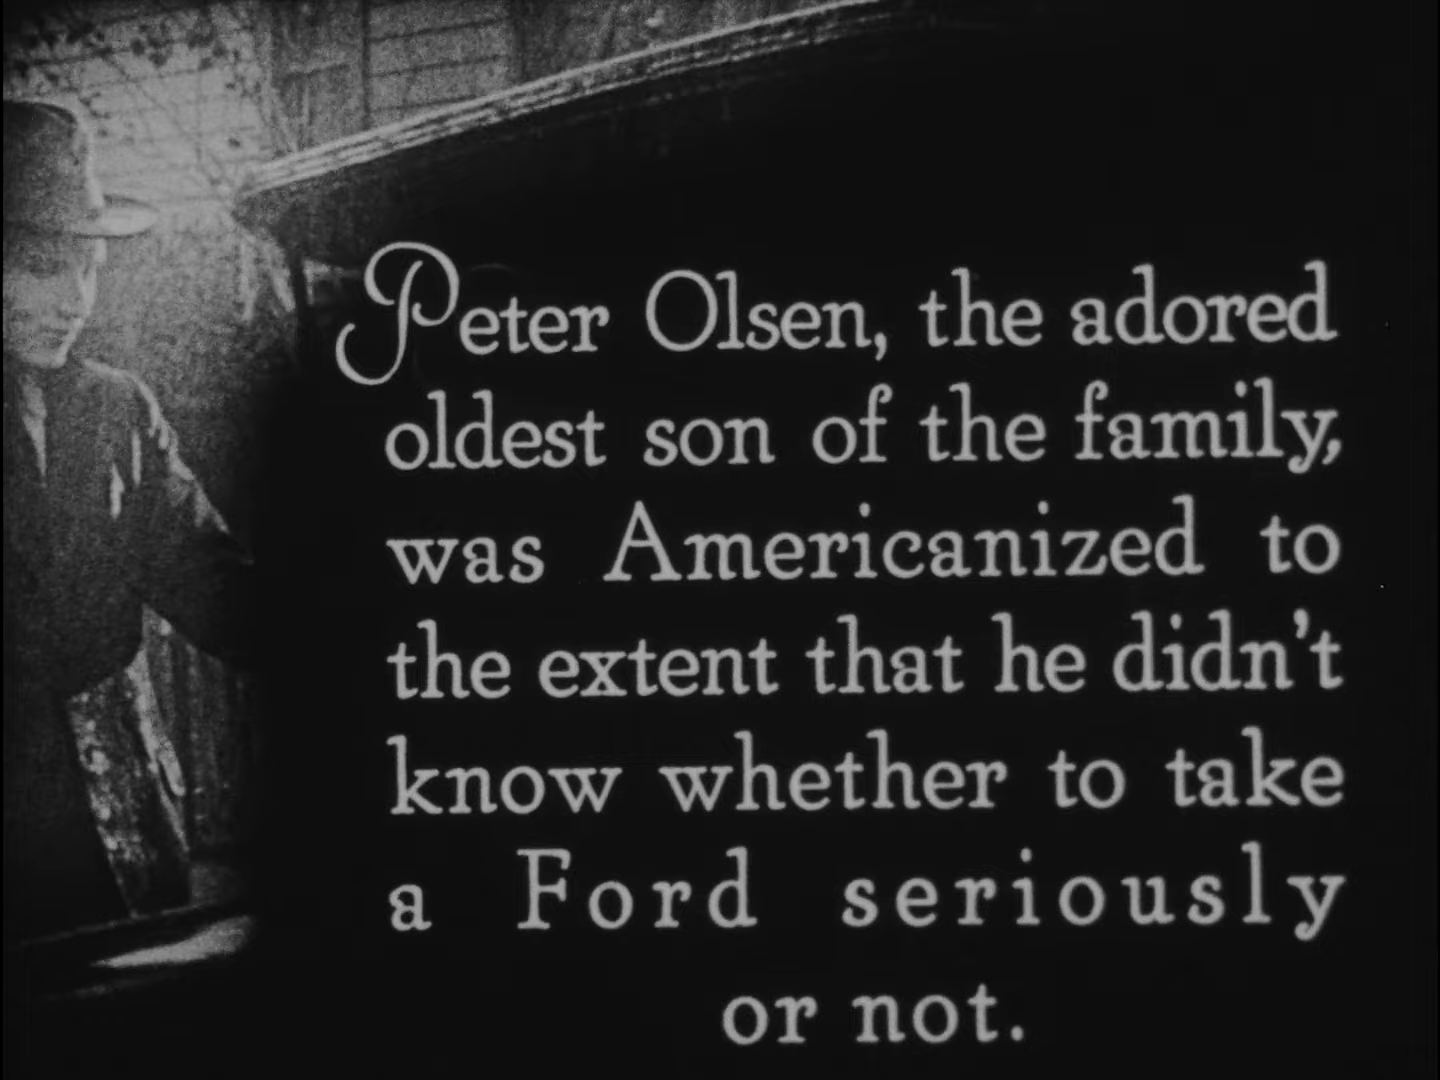 Peter Olsen, the adored
oldest son of the family,
was Americanized to
the extent that he didn't
know whether to take
a Ford seriously
or not.